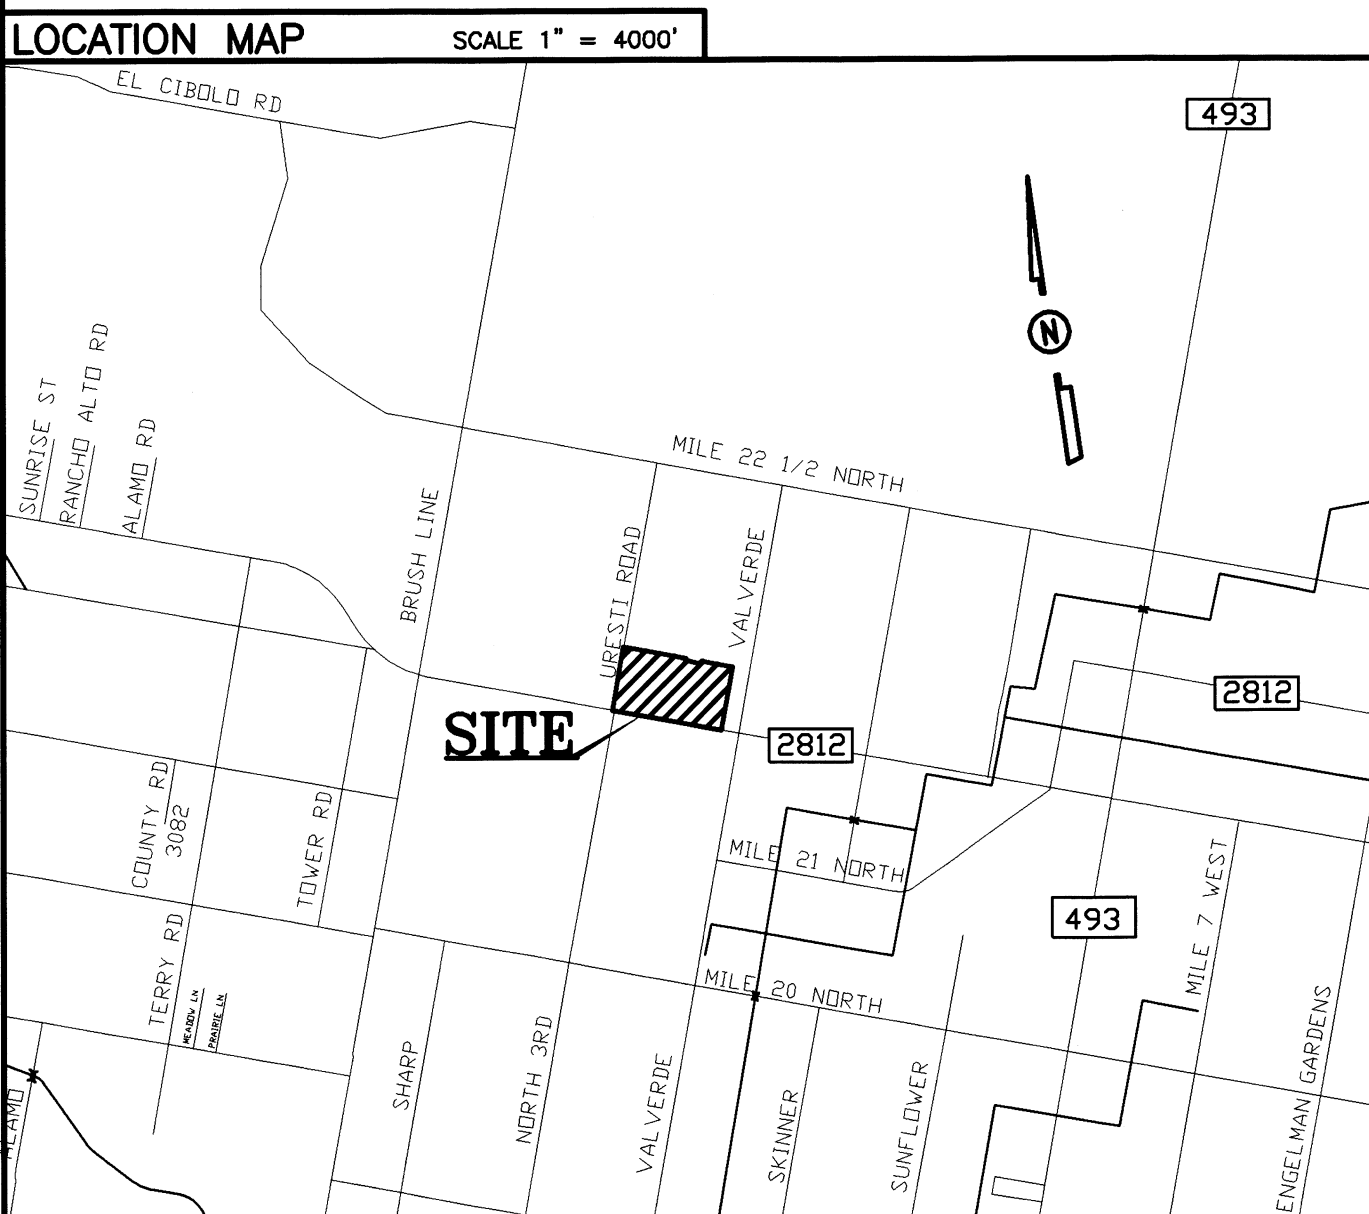 LOCATION MAP
SCALE 1" = 4000'
EL CIBOLO RD
493
N
SUNRISE ST
RANCHO ALTO RD
ALAMO RD
MILE 22 1/2 NORTH
BRUSH LINE
URESTI ROAD
VALVERDE
2812
SITE
2812
COUNTY RD
3082
TOWER RD
MILE 21 NORTH
493
MILE 7 WEST
TERRY RD
MEADOW LN
PRAIRIE LN
MILE 20 NORTH
ALAMO
SHARP
NORTH 3RD
VALVERDE
SKINNER
SUNFLOWER
ENGELMAN GARDENS